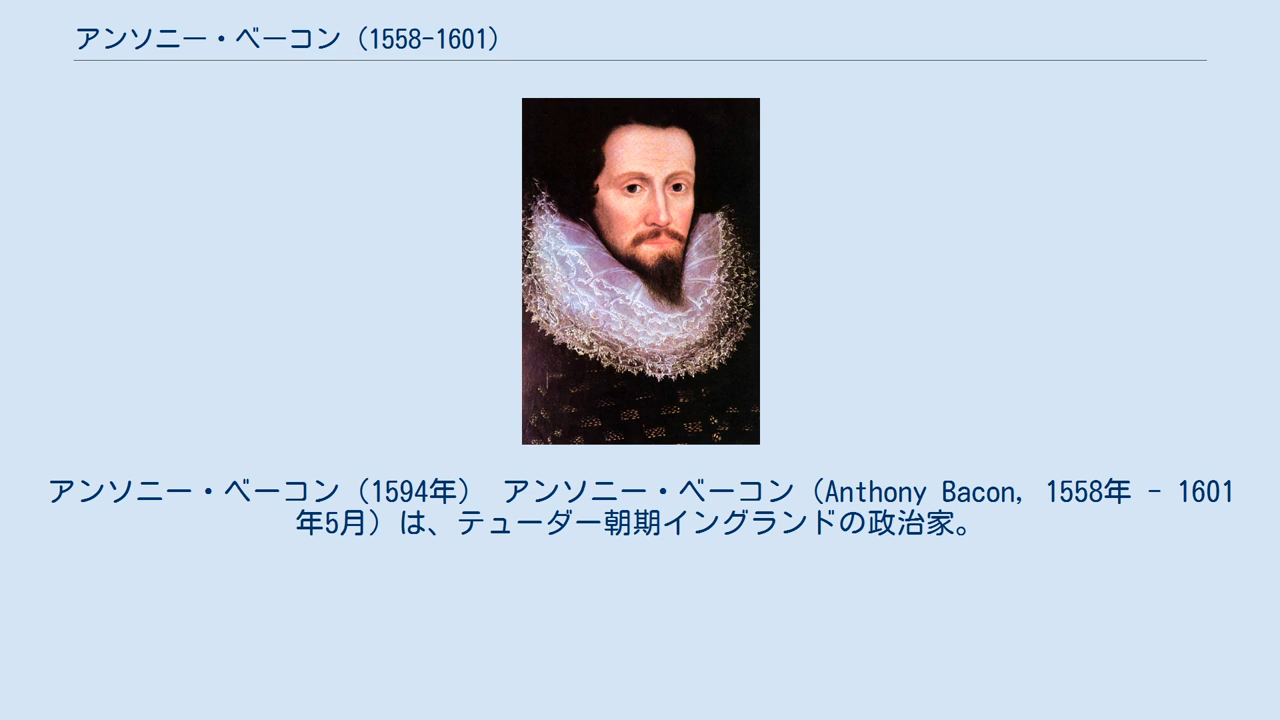 アンソニー・ベーコン（1558-1601）
アンソニー・ベーコン（1594年） アンソニー・ベーコン（Anthony Bacon, 1558年 - 1601
年5月）は、テューダー朝期イングランドの政治家。